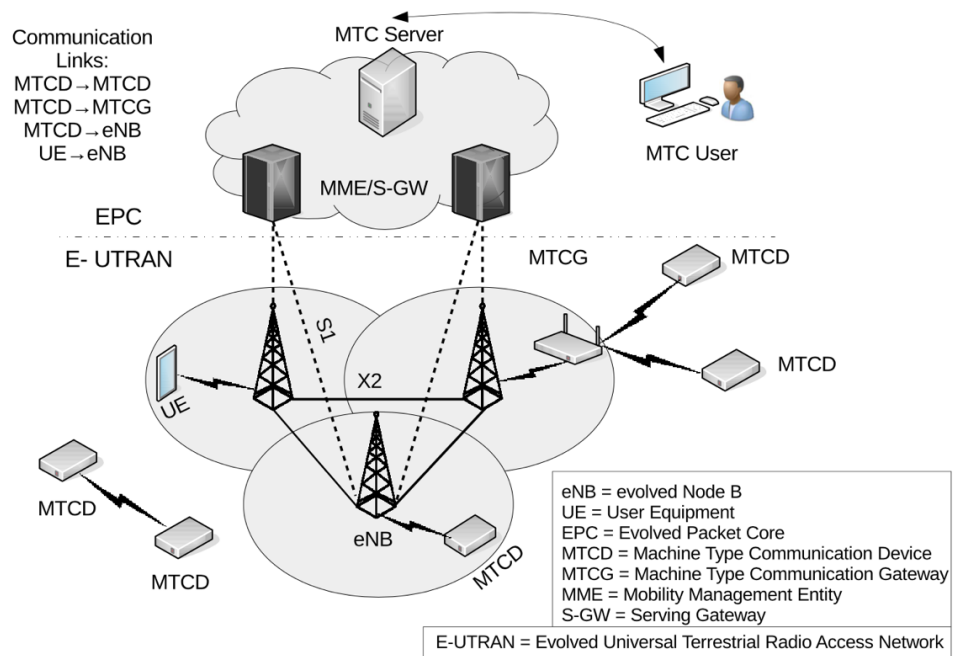 Communication
Links:
MTCD→MTCD
MTCD→MTCG
MTCD→eNB
UE→eNB
MTC Server
MTC User
MME/S-GW
EPC
E- UTRAN
MTCG
MTCD
MTCD
S1
X2
UE
MTCD
MTCD
eNB
MTCD
eNB = evolved Node B
UE = User Equipment
EPC = Evolved Packet Core
MTCD = Machine Type Communication Device
MTCG = Machine Type Communication Gateway
MME = Mobility Management Entity
S-GW = Serving Gateway
E-UTRAN = Evolved Universal Terrestrial Radio Access Network